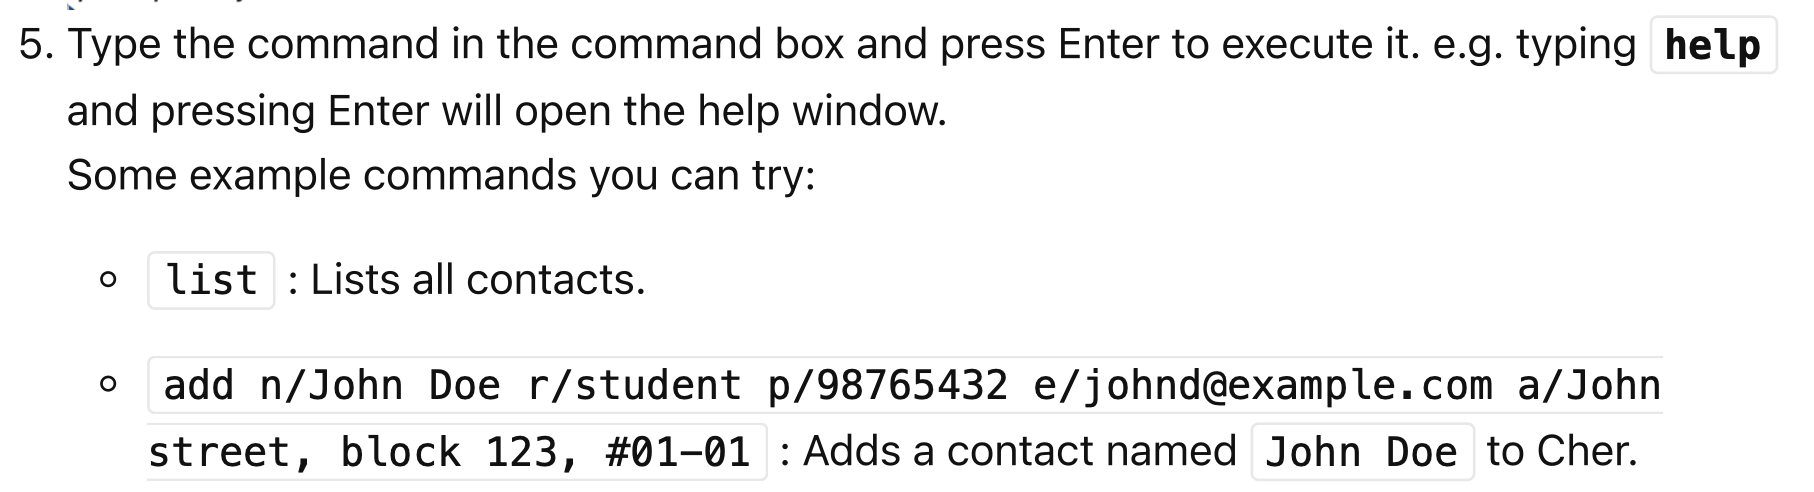 5. Type the command in the command box and press Enter to execute it. e.g. typing help
and pressing Enter will open the help window.
Some example commands you can try:
list : Lists all contacts.
add n/John Doe r/student p/98765432 e/johnd@example.com a/John
street, block 123, #01-01 : Adds a contact named John Doe to Cher.